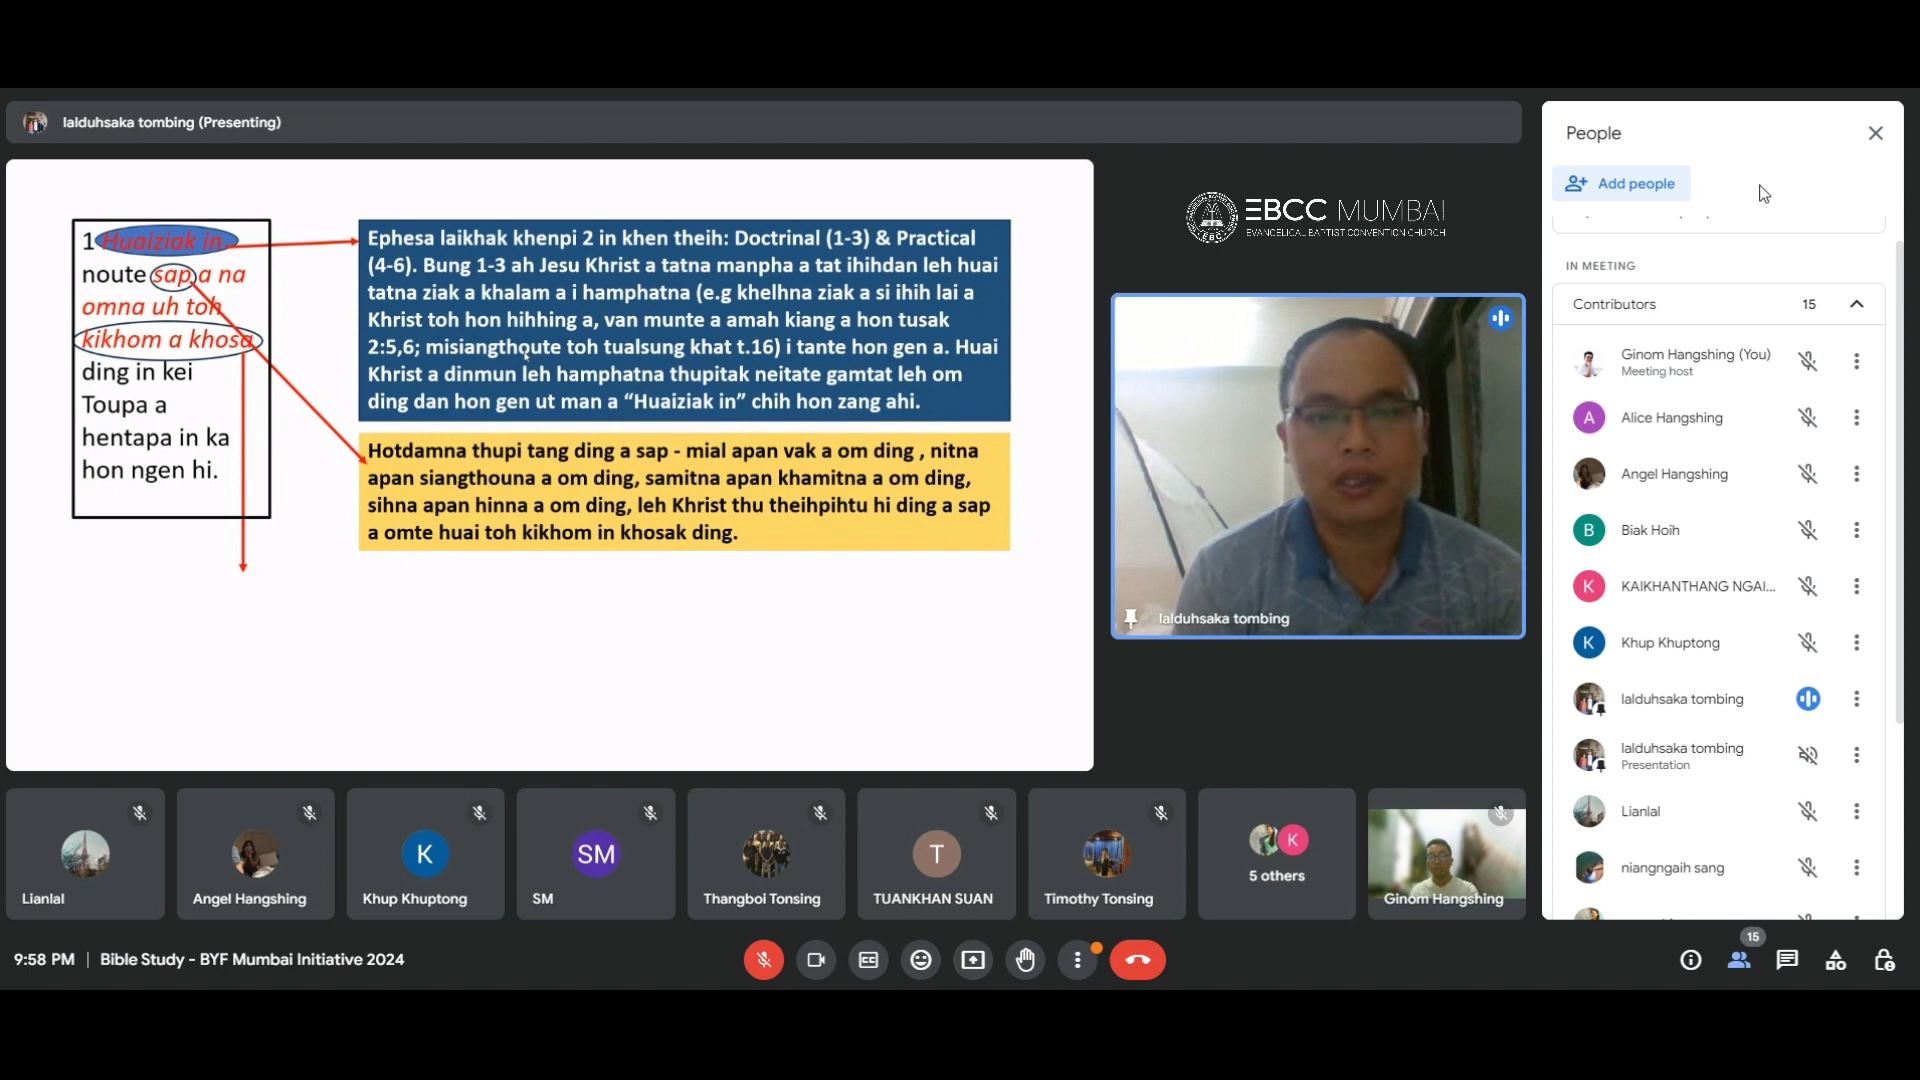 lalduhsaka tombing (Presenting)
1 Huaiziak in
noute sap a na
omna uh toh
kikhom a khosa
ding in kei
Toupa a
hentapa in ka
hon ngen hi.
Ephesa laikhak khenpi 2 in khen theih: Doctrinal (1-3) & Practical
(4-6). Bung 1-3 ah Jesu Khrist a tatna manpha a tat ihihdan leh huai
tatna ziak a khalam a i hamphatna (e.g khelhna ziak a si ihih lai a
Khrist toh hon hihhing a, van munte a amah kiang a hon tusak
2:5,6; misiangthoute toh tualsung khat t.16) i tante hon gen a. Huai
Khrist a dinmun leh hamphatna thupitak neitate gamtat leh om
ding dan hon gen ut man a “Huaiziak in” chih hon zang ahi.
Hotdamna thupi tang ding a sap - mial apan vak a om ding , nitna
apan siangthouna a om ding, samitna apan khamitna a om ding,
sihna apan hinna a om ding, leh Khrist thu theihpihtu hi ding a sap
a omte huai toh kikhom in khosak ding.
EBCC MUMBAI
EVANGELICAL BAPTIST CONVENTION CHURCH
lalduhsaka tombing
People
Add people
IN MEETING
Contributors 15
Ginom Hangshing (You)
Meeting host
A Alice Hangshing
Angel Hangshing
B Biak Hoih
K KAIKHANTHANG NGAI...
K Khup Khuptong
lalduhsaka tombing
lalduhsaka tombing
Presentation
Lianlal
niangngaih sang
Lianlal
Angel Hangshing
K
Khup Khuptong
SM
SM
Thangboi Tonsing
T
TUANKHAN SUAN
Timothy Tonsing
K
5 others
Ginom Hangshing
9:58 PM | Bible Study - BYF Mumbai Initiative 2024
CC
15